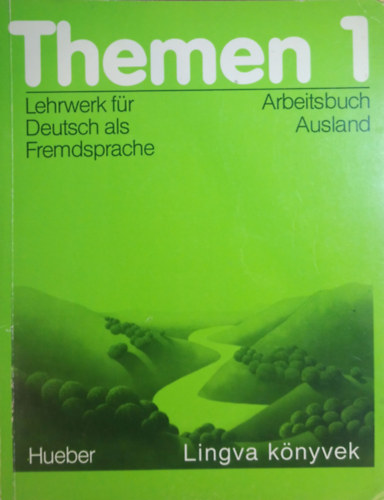 Themen 1
Lehrwerk für
Deutsch als
Fremdsprache
Arbeitsbuch
Ausland
Hueber
Lingva könyvek